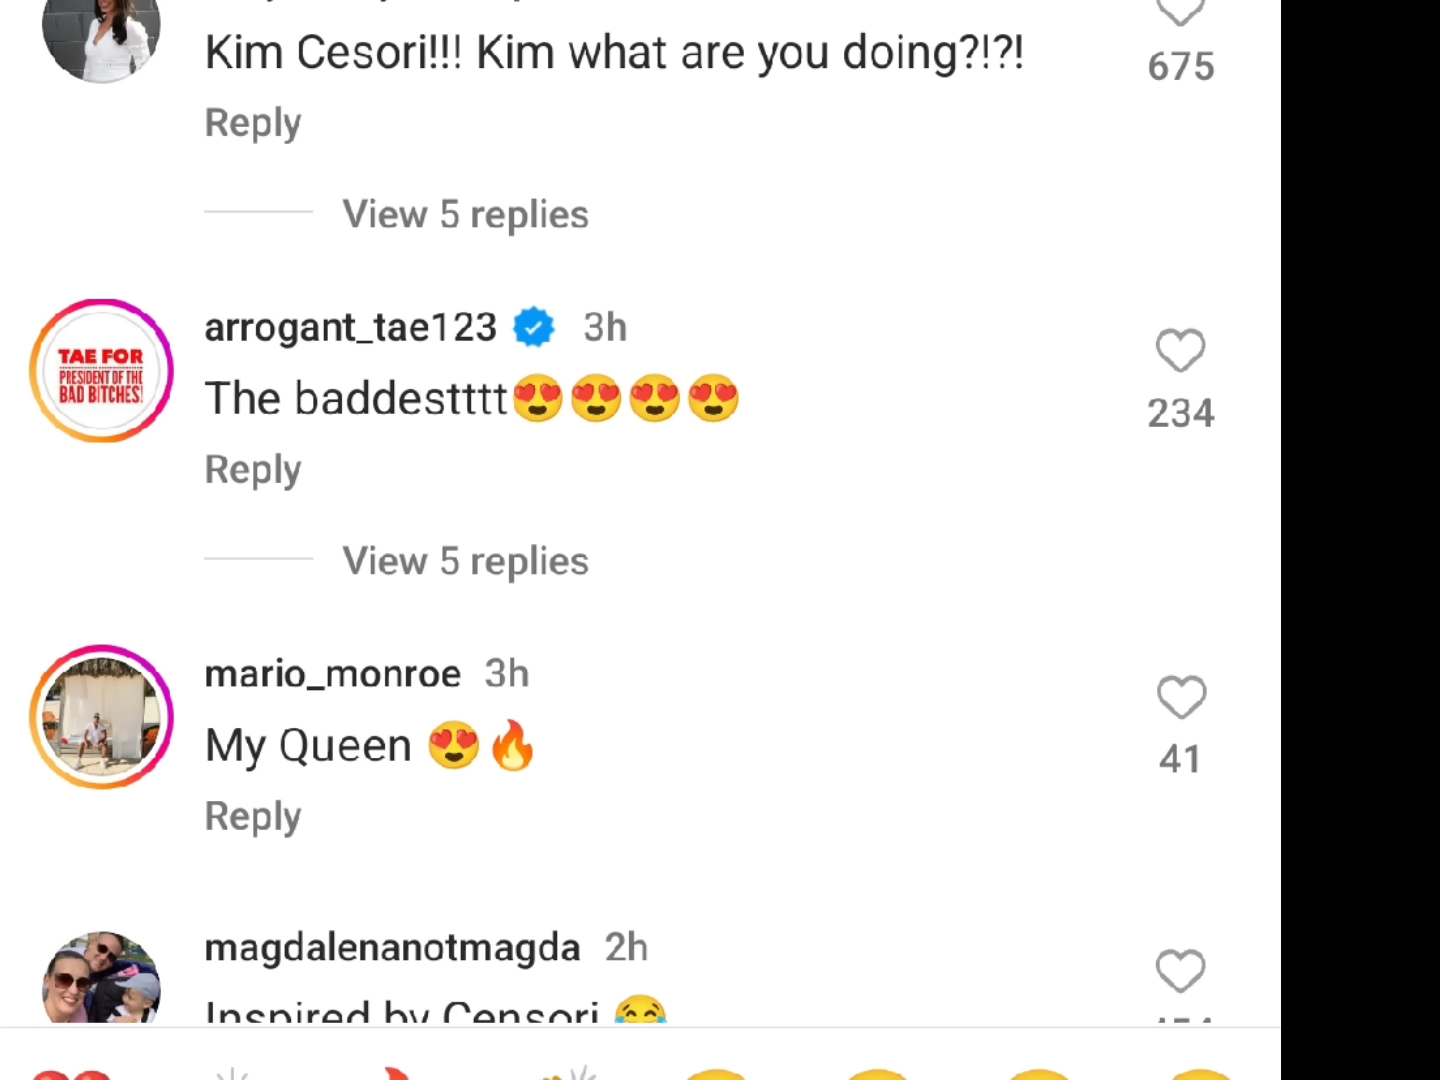 Kim Cesori!!! Kim what are you doing?!?!
675
Reply
View 5 replies
arrogant_tae123 3h
TAE FOR
PRESIDENT OF THE
BAD BITCHES!
The baddestttt😍😍😍😍
234
Reply
View 5 replies
mario_monroe 3h
My Queen 😍🔥
41
Reply
magdalenanotmagda 2h
Inspired by Censori 😂